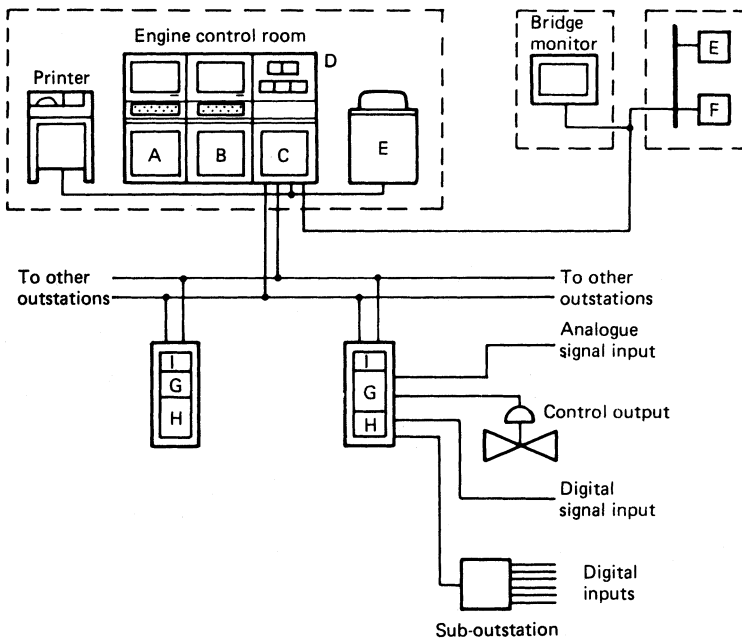 Engine control room
Printer
D
A
B
C
E
Bridge
monitor
E
F
To other
outstations
To other
outstations
I
G
H
I
G
H
Analogue
signal input
Control output
Digital
signal input
Digital
inputs
Sub-outstation